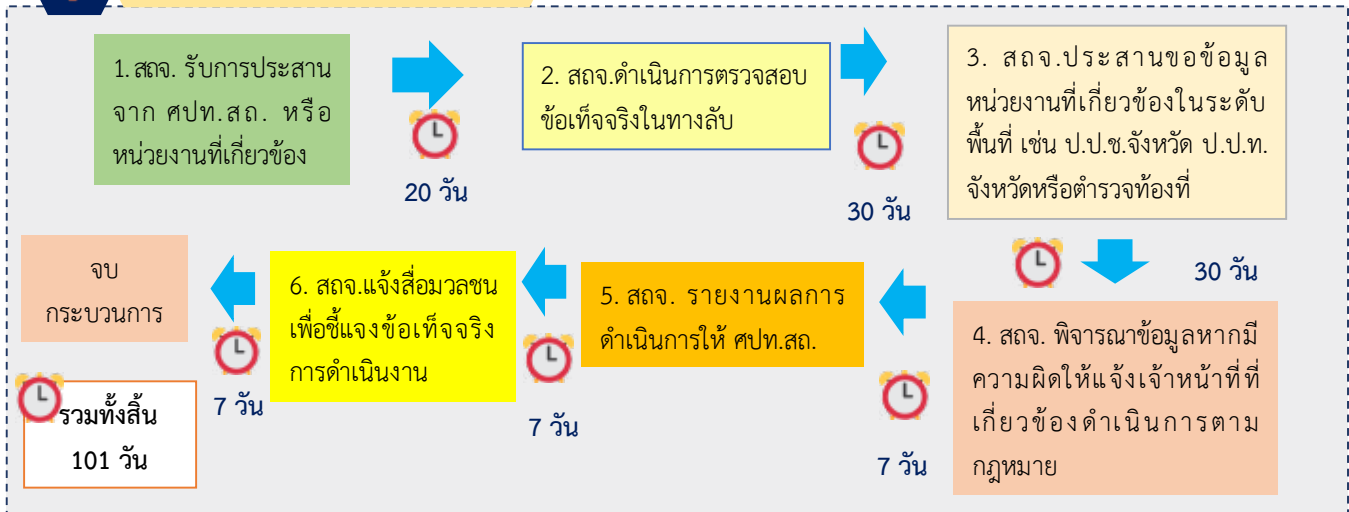 1. สถจ. รับการประสาน
จาก ศปท.สถ. หรือ
หน่วยงานที่เกี่ยวข้อง
20 วัน
2. สถจ.ดำเนินการตรวจสอบ
ข้อเท็จจริงในทางลับ
30 วัน
3. สถจ.ประสานขอข้อมูล
หน่วยงานที่เกี่ยวข้องในระดับ
พื้นที่ เช่น ป.ป.ช.จังหวัด ป.ป.ท.
จังหวัดหรือตำรวจท้องที่
30 วัน
4. สถจ. พิจารณาข้อมูลหากมี
ความผิดให้แจ้งเจ้าหน้าที่ที่
เกี่ยวข้องดำเนินการตาม
กฎหมาย
7 วัน
5. สถจ. รายงานผลการ
ดำเนินการให้ ศปท.สถ.
7 วัน
6. สถจ.แจ้งสื่อมวลชน
เพื่อชี้แจงข้อเท็จจริง
การดำเนินงาน
7 วัน
จบ
กระบวนการ
รวมทั้งสิ้น
101 วัน